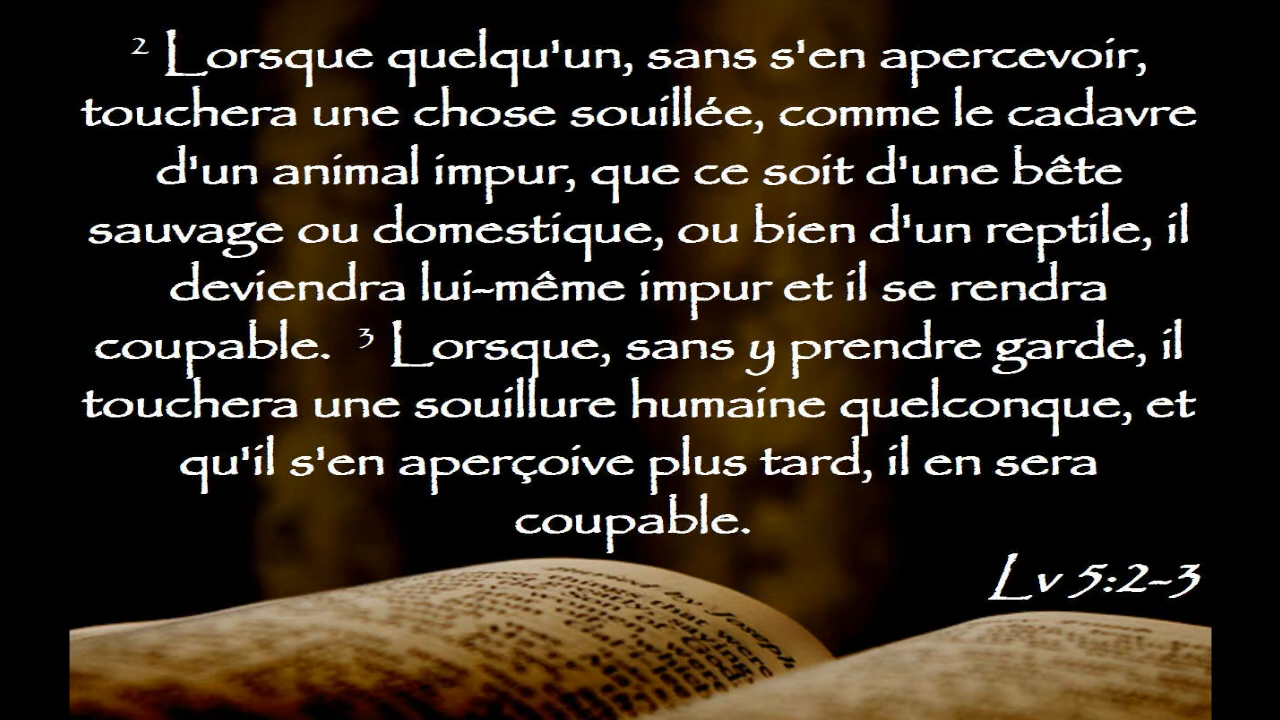 ² Lorsque quelqu'un, sans s'en apercevoir,
touchera une chose souillée, comme le cadavre
d'un animal impur, que ce soit d'une bête
sauvage ou domestique, ou bien d'un reptile, il
deviendra lui-même impur et il se rendra
coupable. ³ Lorsque, sans y prendre garde, il
touchera une souillure humaine quelconque, et
qu'il s'en aperçoive plus tard, il en sera
coupable.
Lv 5:2-3
by Joseph,